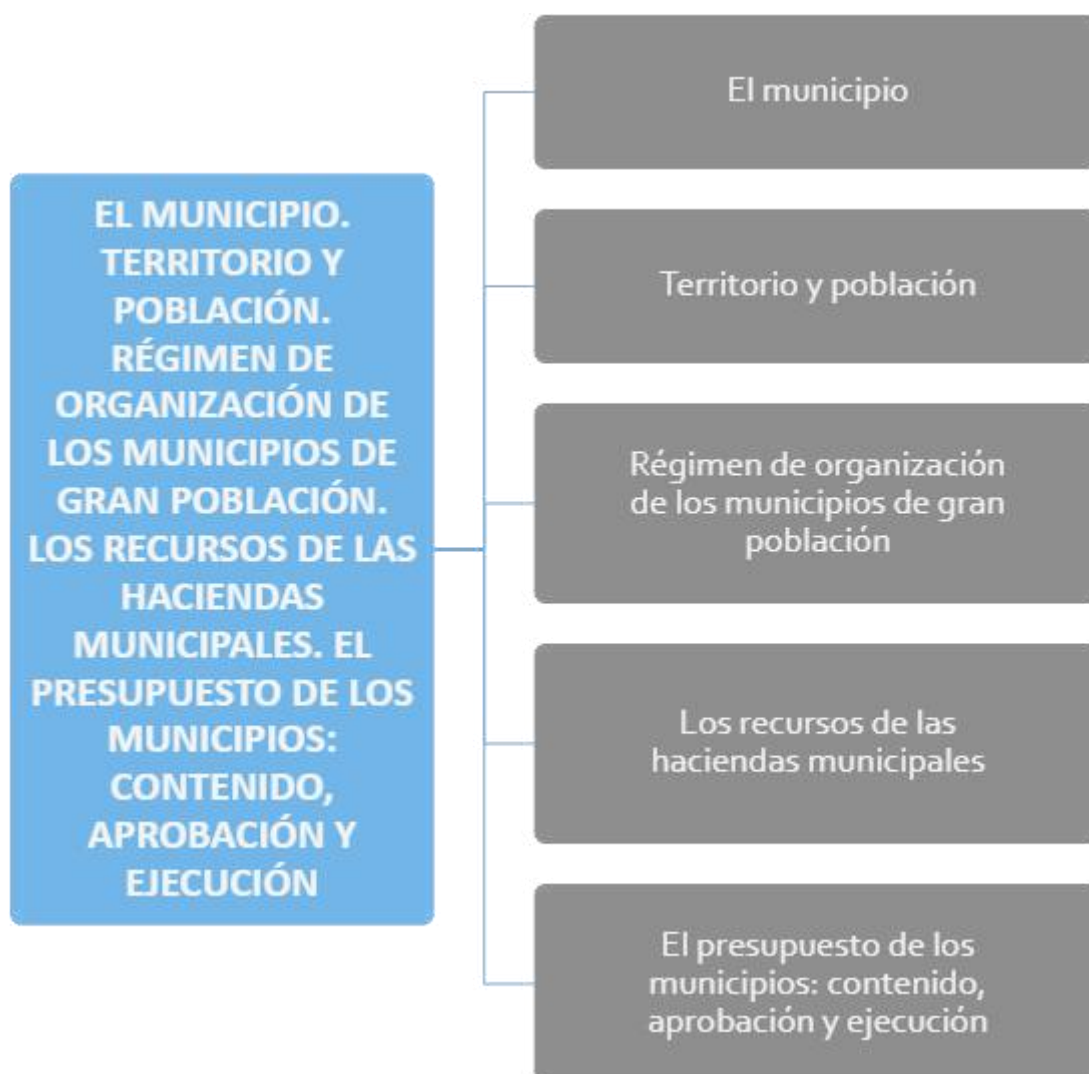 EL MUNICIPIO.
TERRITORIO Y
POBLACIÓN.
RÉGIMEN DE
ORGANIZACIÓN DE
LOS MUNICIPIOS DE
GRAN POBLACIÓN.
LOS RECURSOS DE LAS
HACIENDAS
MUNICIPALES. EL
PRESUPUESTO DE LOS
MUNICIPIOS:
CONTENIDO,
APROBACIÓN Y
EJECUCIÓN
El municipio
Territorio y población
Régimen de organización
de los municipios de gran
población
Los recursos de las
haciendas municipales
El presupuesto de los
municipios: contenido,
aprobación y ejecución